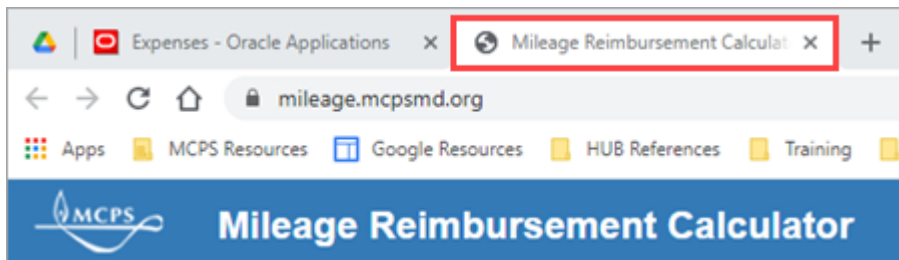 Expenses - Oracle Applications
Mileage Reimbursement Calculat
mileage.mcpsmd.org
Apps MCPS Resources Google Resources HUB References Training
MCPS Mileage Reimbursement Calculator